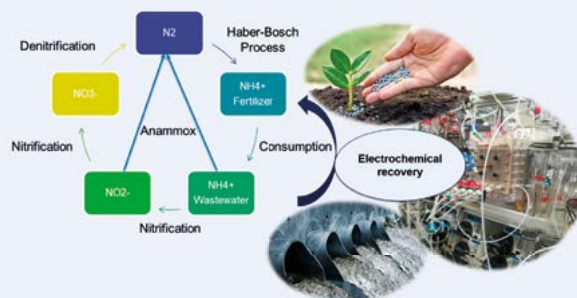 N2
Denitrification
Haber-Bosch
Process
NO3-
NH4+
Fertilizer
Anammox
Nitrification
Consumption
Electrochemical
recovery
NO2-
NH4+
Wastewater
Nitrification